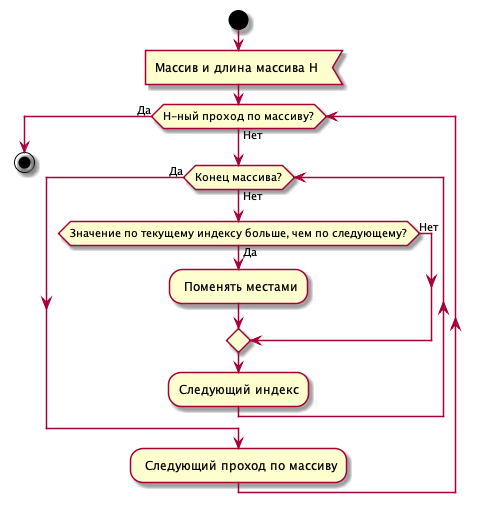 Массив и длина массива Н
Да
Н-ный проход по массиву?
Нет
Да
Конец массива?
Нет
Значение по текущему индексу больше, чем по следующему?
Нет
Да
Поменять местами
Следующий индекс
Следующий проход по массиву